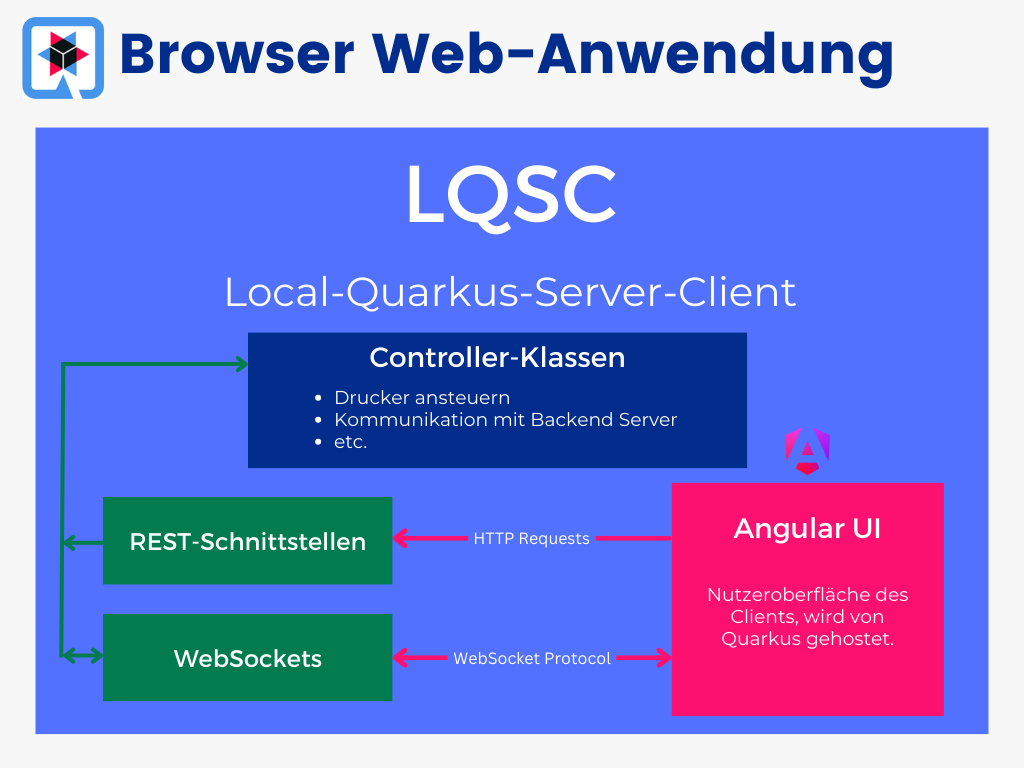 Browser Web-Anwendung
LQSC
Local-Quarkus-Server-Client
Controller-Klassen
• Drucker ansteuern
• Kommunikation mit Backend Server
• etc.
REST-Schnittstellen
HTTP Requests
Angular UI
Nutzeroberfläche des
Clients, wird von
Quarkus gehostet.
WebSockets
WebSocket Protocol